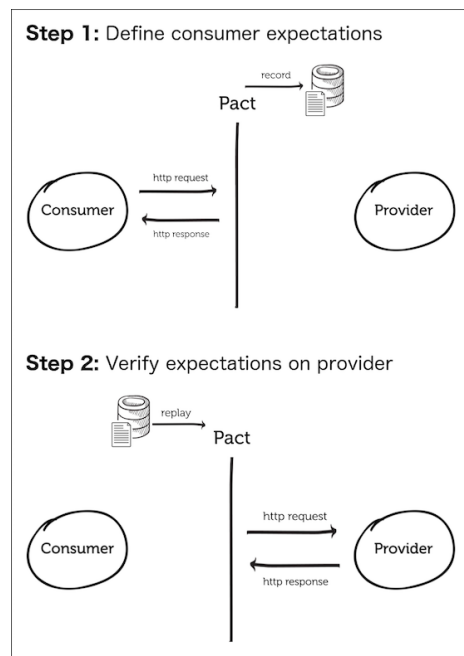 Step 1: Define consumer expectations
record
Pact
http request
Consumer
Provider
http response
Step 2: Verify expectations on provider
replay
Pact
http request
Consumer
Provider
http response